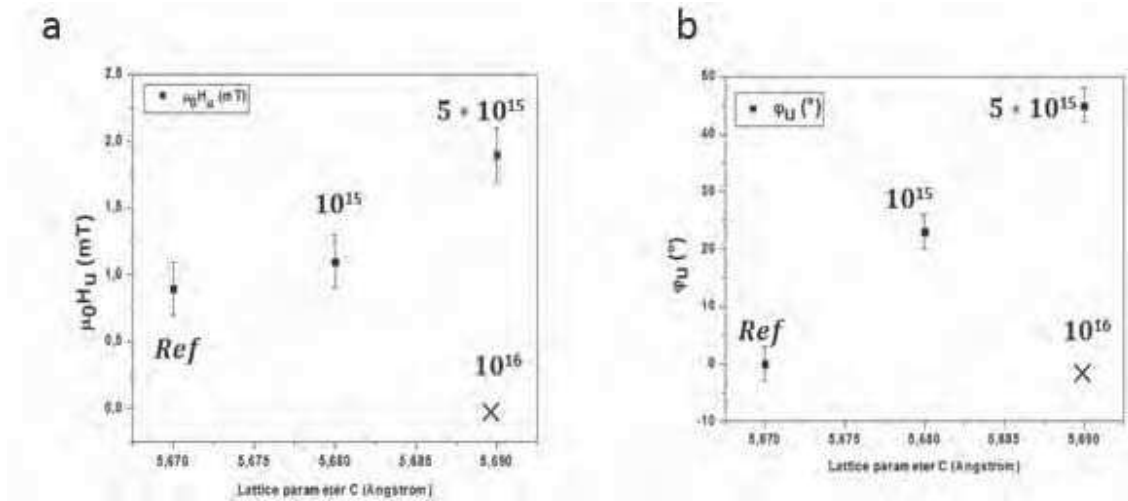 a
2,5
2,0
1,5
1,0
0,5
0,0
μ₀Hᵤ (mT)
μ₀Hᵤ (mT)
Ref
10¹⁵
5 * 10¹⁵
10¹⁶
5,670 5,675 5,680 5,685 5,690
Lattice parameter C (Angstrom)
b
50
40
30
20
10
0
-10
φᵤ (°)
φᵤ (°)
Ref
10¹⁵
5 * 10¹⁵
10¹⁶
5,670 5,675 5,680 5,685 5,690
Lattice parameter C (Angstrom)